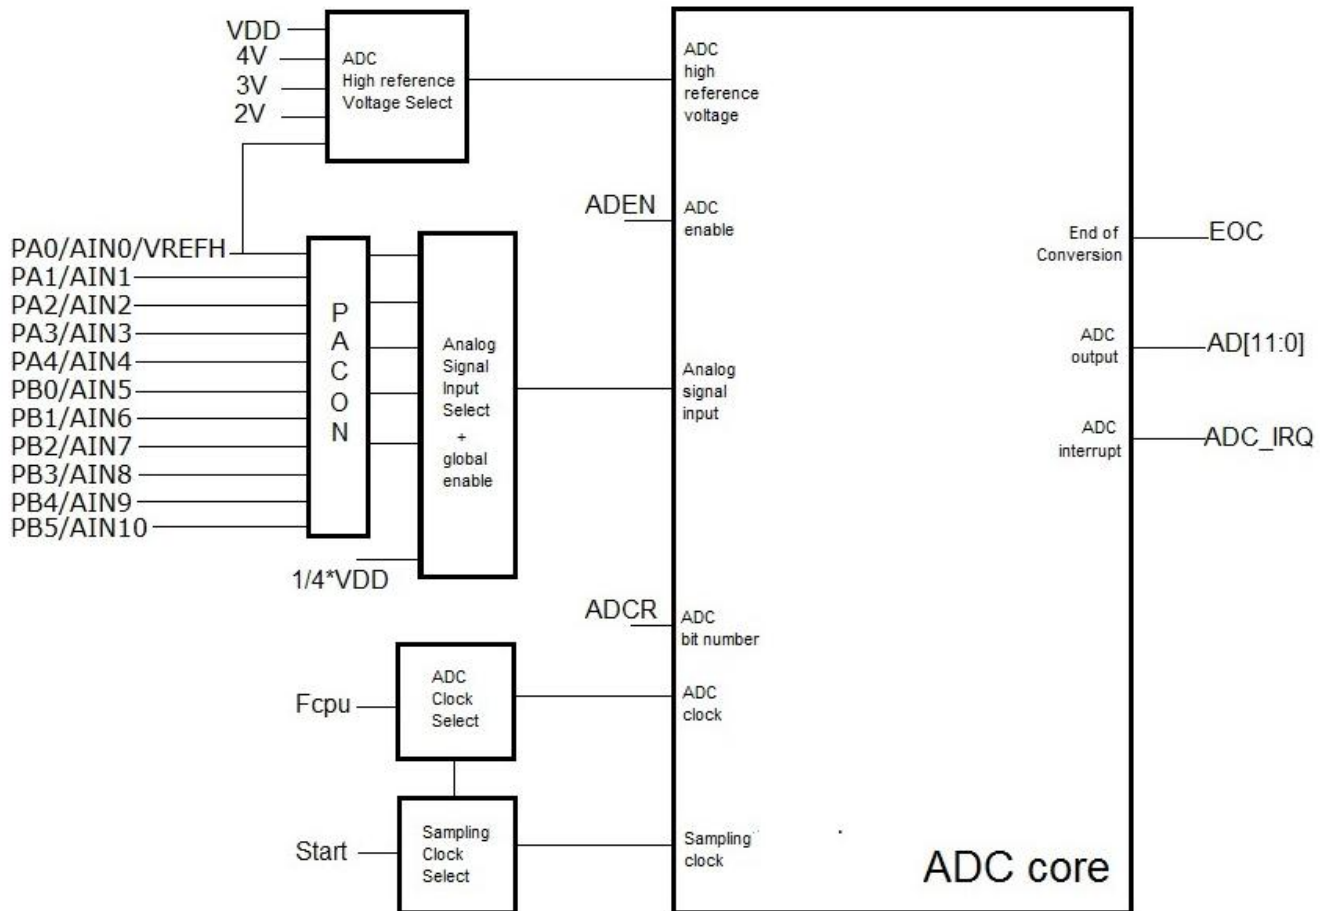 VDD
4V
3V
2V
ADC
High reference
Voltage Select
ADC
high
reference
voltage
ADEN
ADC
enable
PA0/AIN0/VREFH
PA1/AIN1
PA2/AIN2
PA3/AIN3
PA4/AIN4
PB0/AIN5
PB1/AIN6
PB2/AIN7
PB3/AIN8
PB4/AIN9
PB5/AIN10
P
A
C
O
N
Analog
Signal
Input
Select
+
global
enable
1/4*VDD
Analog
signal
input
End of
Conversion
EOC
ADC
output
AD[11:0]
ADC
interrupt
ADC_IRQ
ADCR
ADC
bit number
Fcpu
ADC
Clock
Select
ADC
clock
Start
Sampling
Clock
Select
Sampling
clock
ADC core